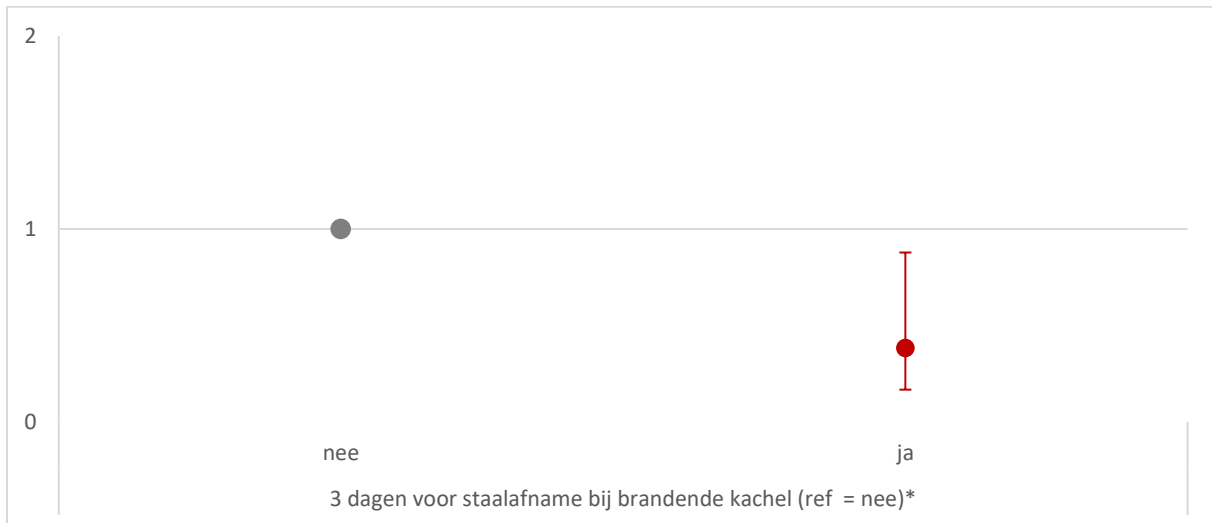 2
1
0
nee ja
3 dagen voor staalafname bij brandende kachel (ref = nee)*